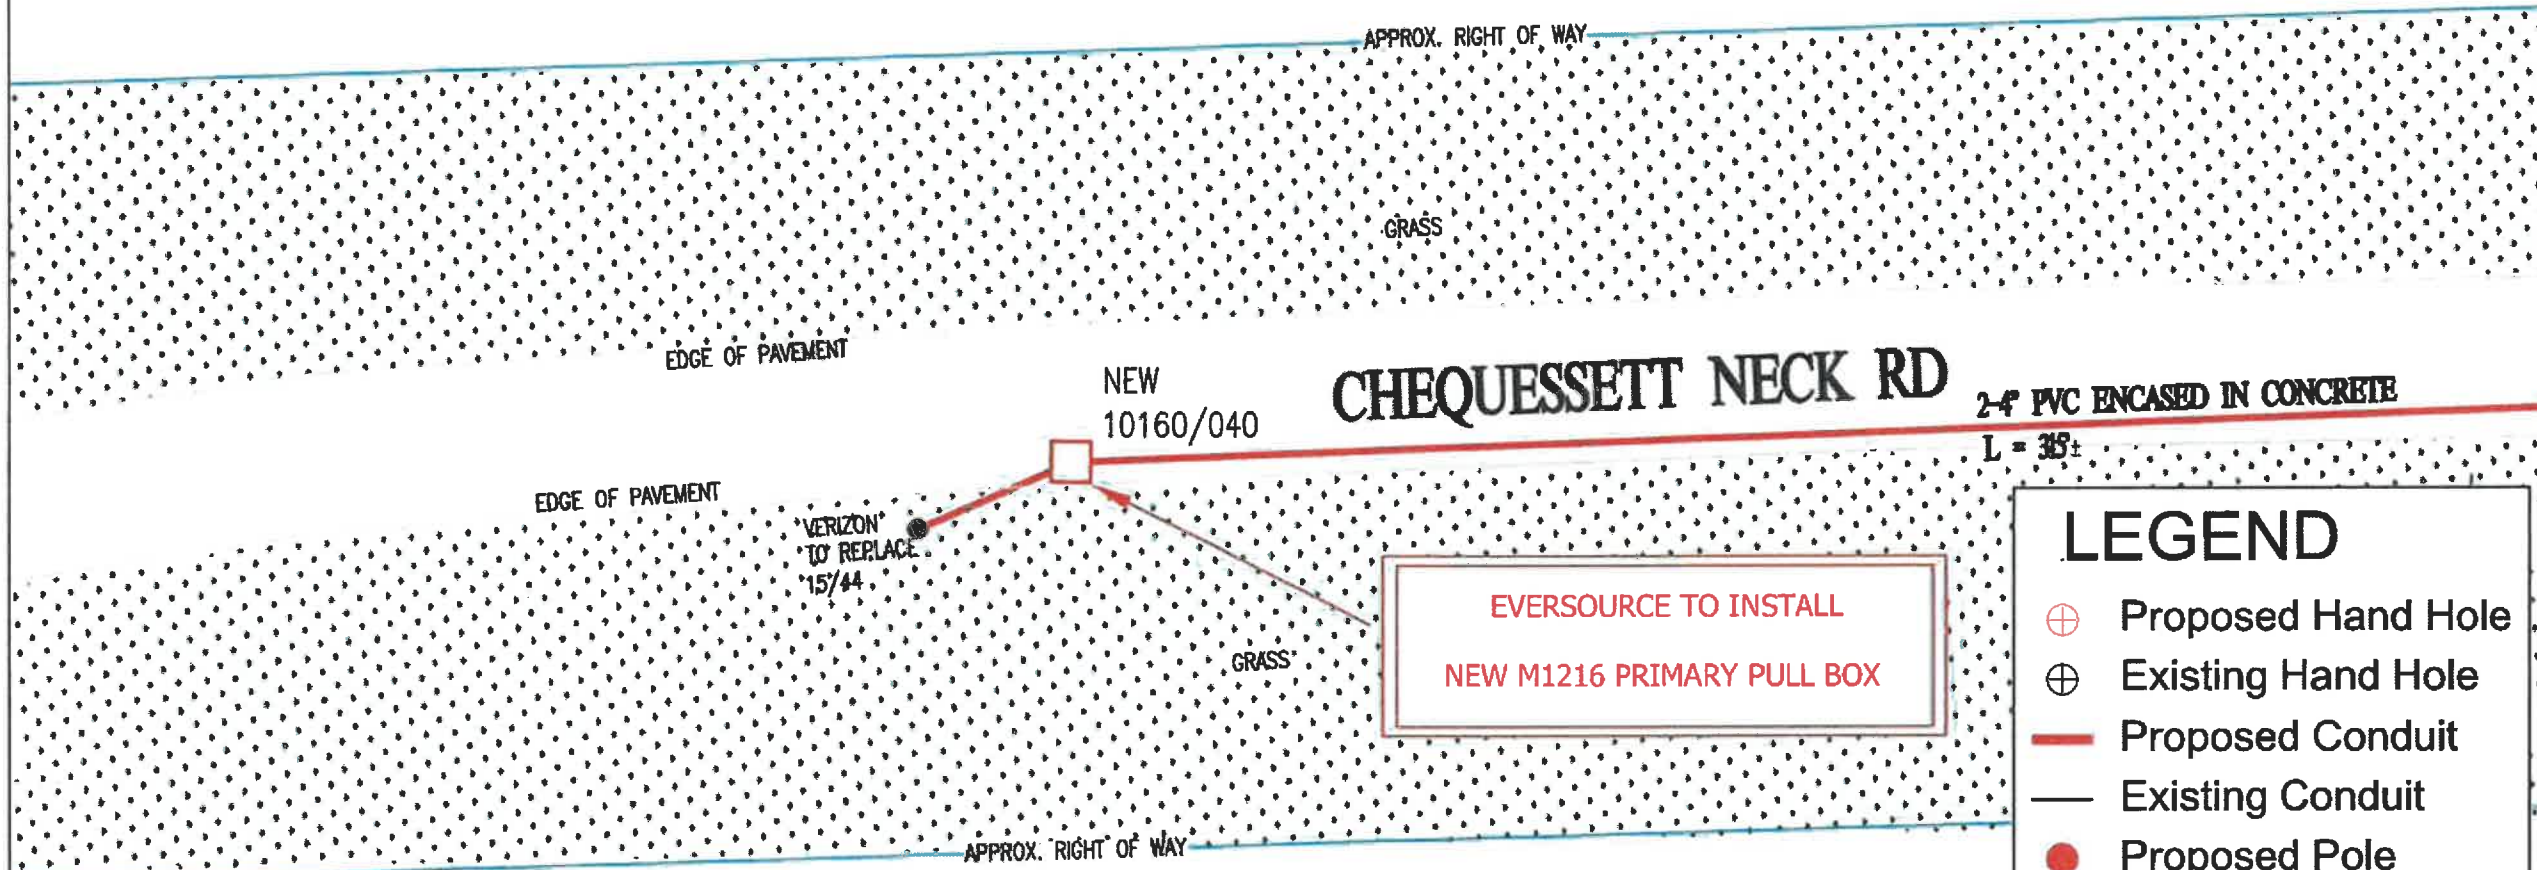 APPROX. RIGHT OF WAY
GRASS
EDGE OF PAVEMENT
NEW
10160/040
CHEQUESSETT NECK RD
2-4" PVC ENCASED IN CONCRETE
L =
EDGE OF PAVEMENT
VERIZON
TO REPLACE
15/44
EVERSOURCE TO INSTALL
NEW M1216 PRIMARY PULL BOX
GRASS
APPROX. RIGHT OF WAY
LEGEND
Proposed Hand Hole
Existing Hand Hole
Proposed Conduit
Existing Conduit
Proposed Pole